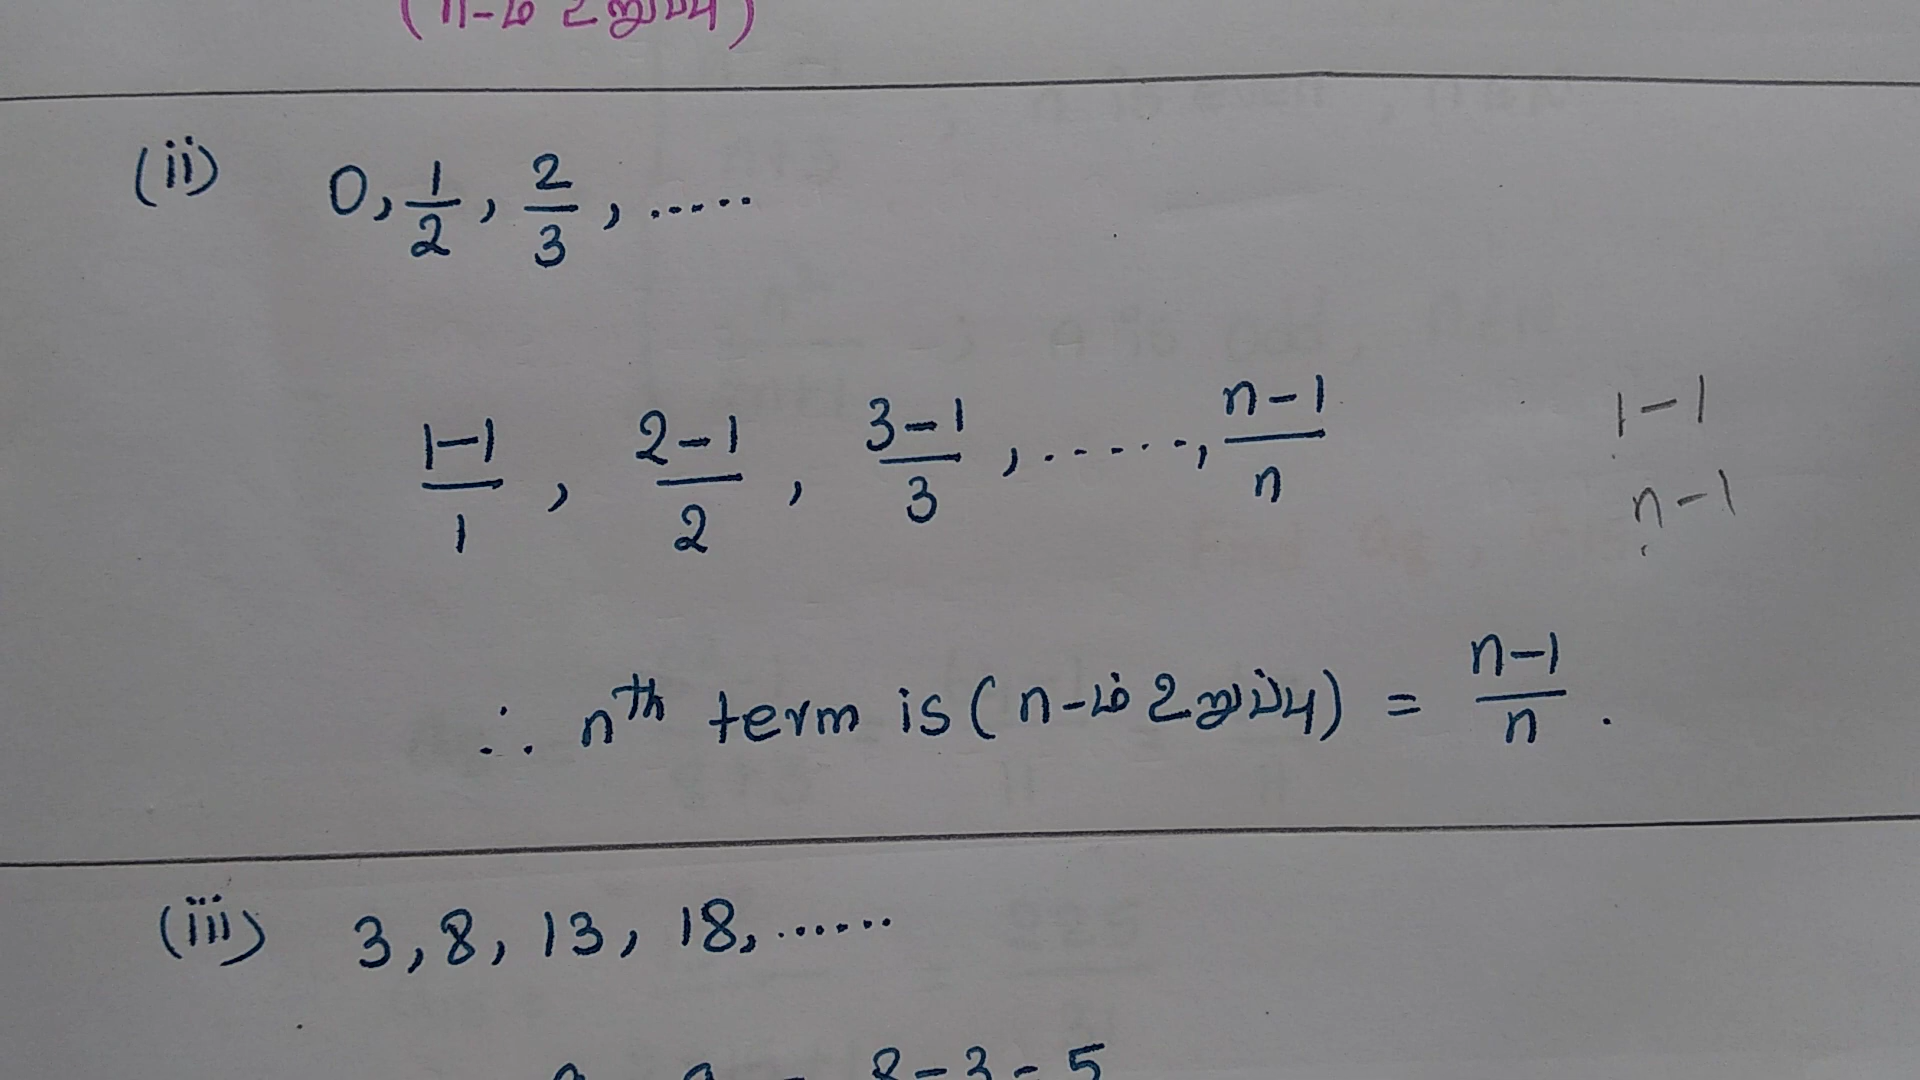 (n-ம் உறுப்பு)
(ii) 0, 1/2, 2/3, .....
1-1/1, 2-1/2, 3-1/3, ......, n-1/n
1-1
n-1
∴ nth term is (n-ம் உறுப்பு) = n-1/n.
(iii) 3, 8, 13, 18, ......
8-3=5